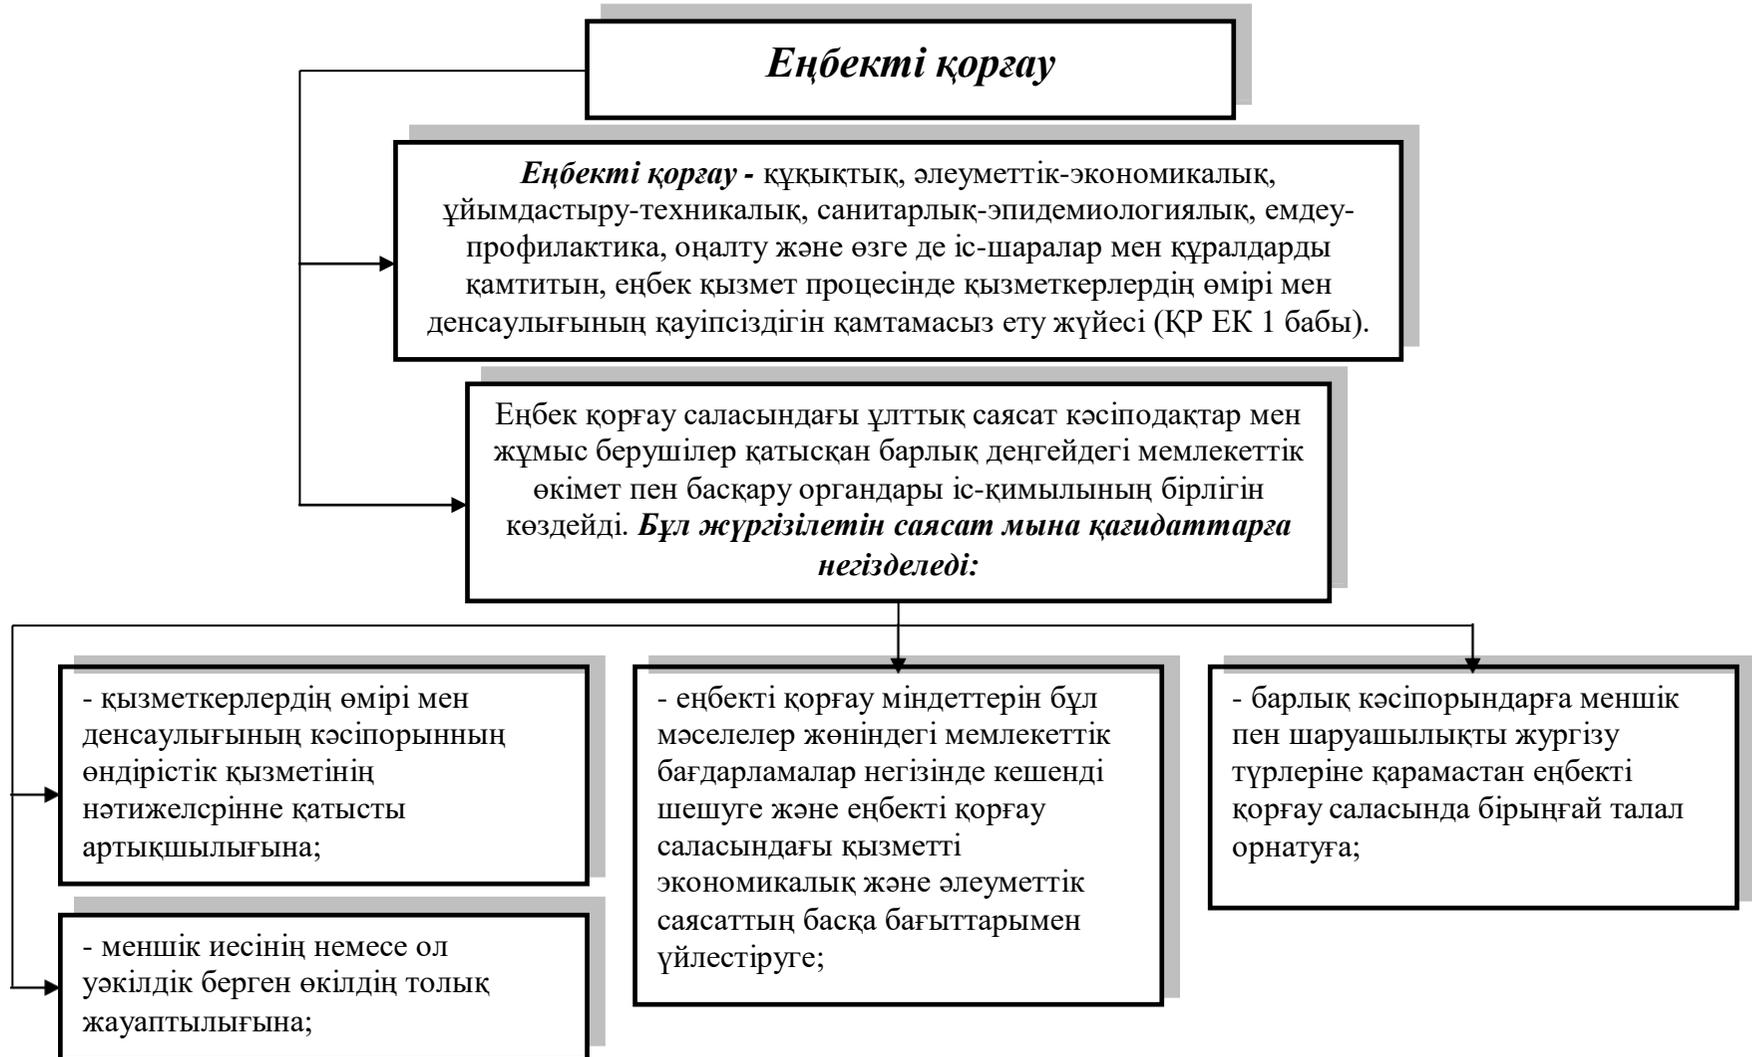 Еңбекті қорғау
Еңбекті қорғау - құқықтық, әлеуметтік-экономикалық,
ұйымдастыру-техникалық, санитарлық-эпидемиологиялық, емдеу-
профилактика, оңалту және өзге де іс-шаралар мен құралдарды
қамтитын, еңбек қызмет процесінде қызметкерлердің өмірі мен
денсаулығының қауіпсіздігін қамтамасыз ету жүйесі (ҚР ЕК 1 бабы).
Еңбек қорғау саласындағы ұлттық саясат кәсіподақтар мен
жұмыс берушілер қатысқан барлық деңгейдегі мемлекеттік
өкімет пен басқару органдары іс-қимылының бірлігін
көздейді. Бұл жүргізілетін саясат мына қағидаттарға
негізделеді:
- қызметкерлердің өмірі мен
денсаулығының кәсіпорынның
өндірістік қызметінің
нәтижелсрінне қатысты
артықшылығына;
- меншік иесінің немесе ол
уәкілдік берген өкілдің толық
жауаптылығына;
- еңбекті қорғау міндеттерін бұл
мәселелер жөніндегі мемлекеттік
бағдарламалар негізінде кешенді
шешуге және еңбекті қорғау
саласындағы қызметті
экономикалық және әлеуметтік
саясаттың басқа бағыттарымен
үйлестіруге;
- барлық кәсіпорындарға меншік
пен шаруашылықты жургізу
түрлеріне қарамастан еңбекті
қорғау саласында бірыңғай талал
орнатуға;